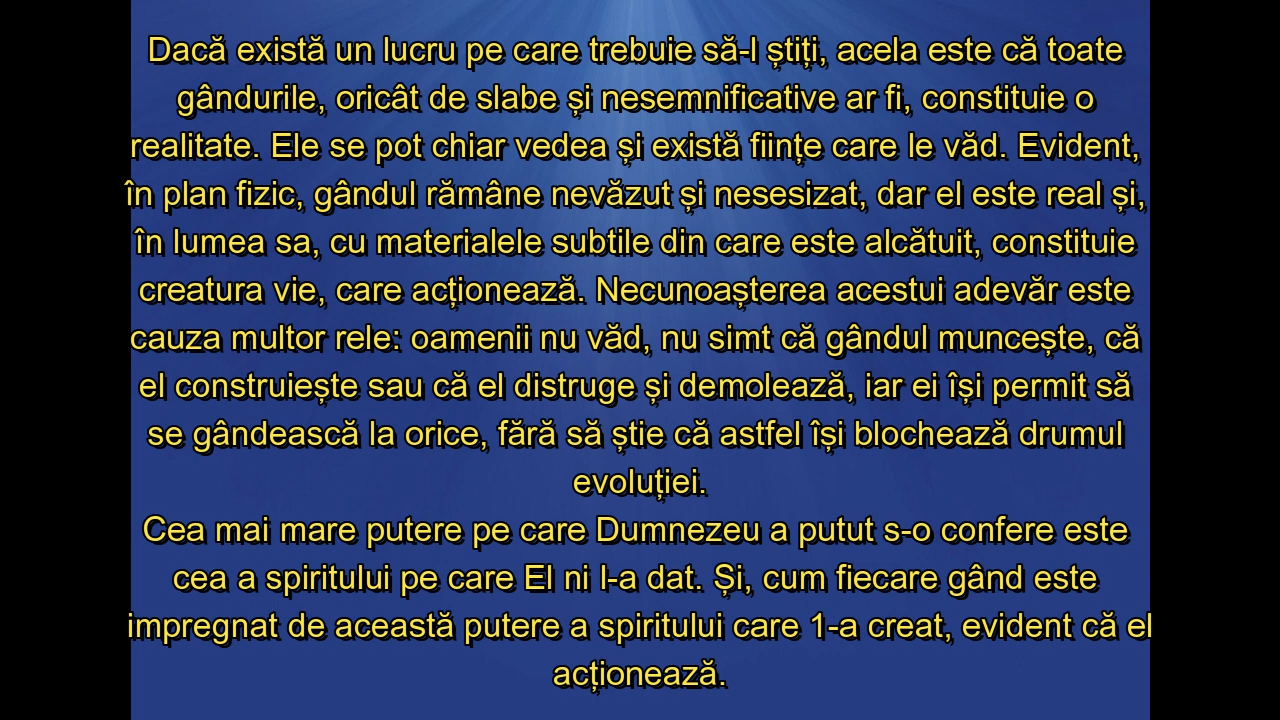 Dacă există un lucru pe care trebuie să-l știți, acela este că toate
gândurile, oricât de slabe și nesemnificative ar fi, constituie o
realitate. Ele se pot chiar vedea și există ființe care le văd. Evident,
în plan fizic, gândul rămâne nevăzut și nesesizat, dar el este real și,
în lumea sa, cu materialele subtile din care este alcătuit, constituie
creatura vie, care acționează. Necunoașterea acestui adevăr este
cauza multor rele: oamenii nu văd, nu simt că gândul muncește, că
el construiește sau că el distruge și demolează, iar ei își permit să
se gândească la orice, fără să știe că astfel își blochează drumul
evoluției.
Cea mai mare putere pe care Dumnezeu a putut s-o confere este
cea a spiritului pe care El ni l-a dat. Și, cum fiecare gând este
impregnat de această putere a spiritului care 1-a creat, evident că el
acționează.